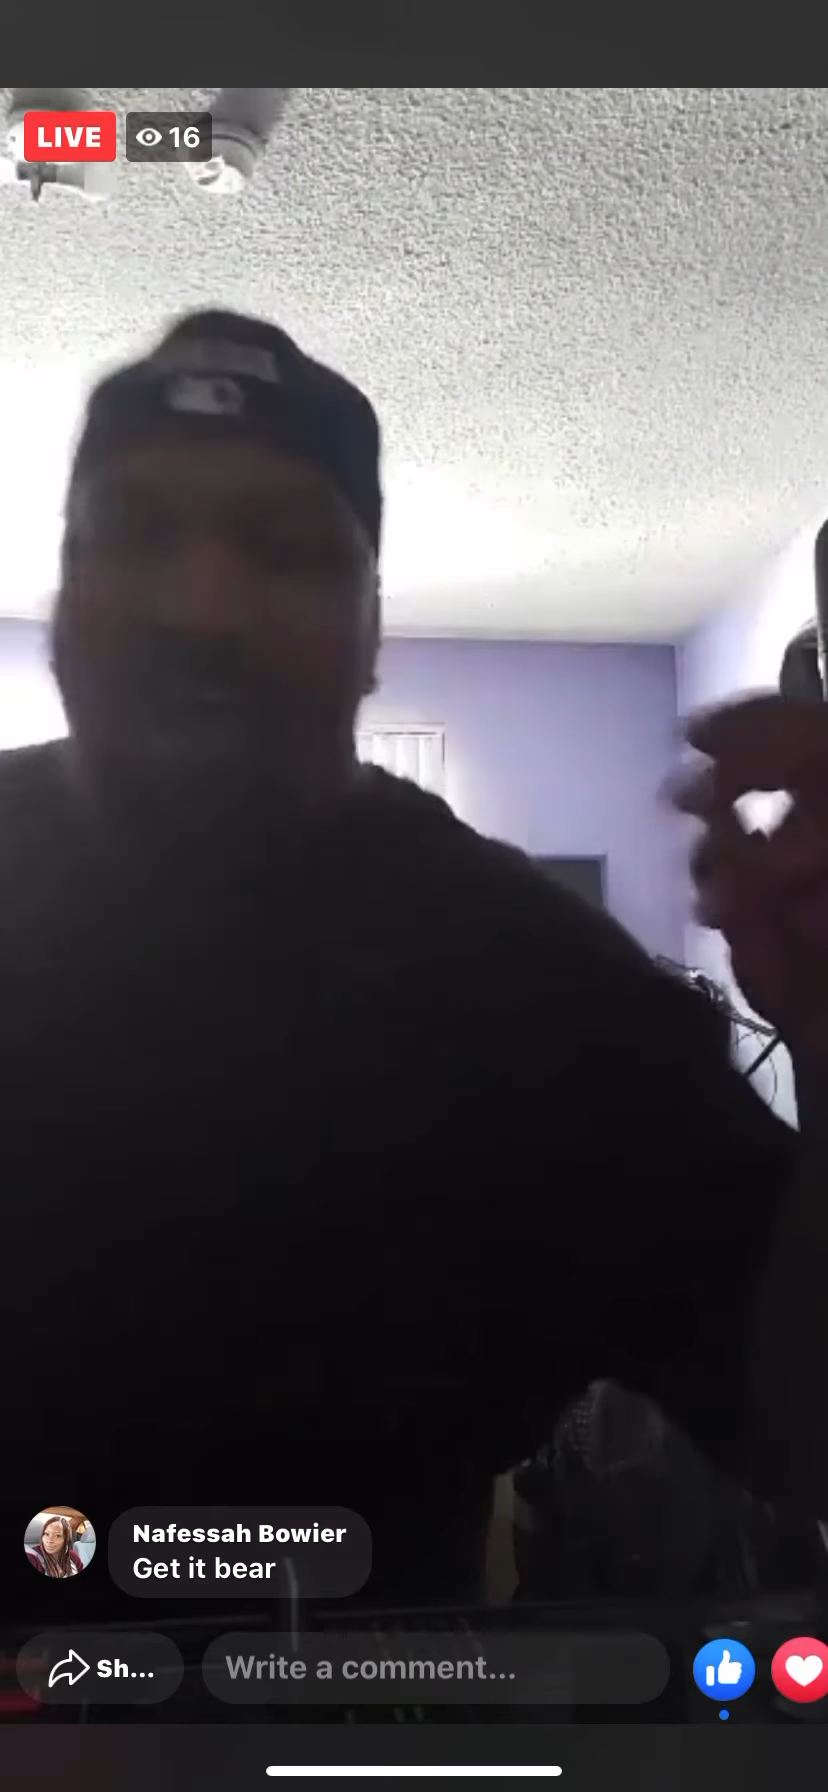 LIVE 16
Nafessah Bowier
Get it bear
Sh...
Write a comment...